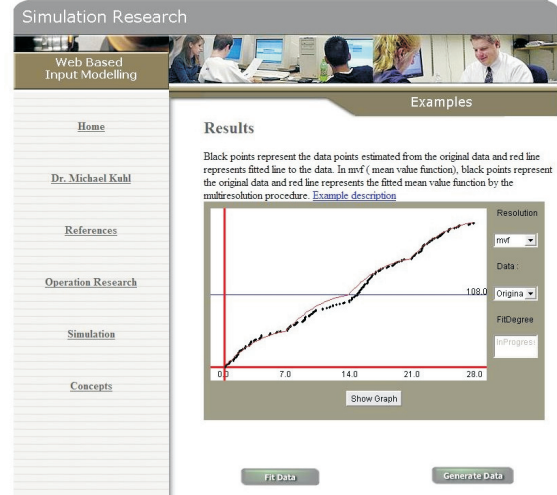 Simulation Research
Web Based
Input Modelling
Examples
Home
Dr. Michael Kuhl
References
Operation Research
Simulation
Concepts
Results
Black points represent the data points estimated from the original data and red line
represents fitted line to the data. In mvf ( mean value function), black points represent
the original data and red line represents the fitted mean value function by the
multiresolution procedure. Example description
Resolution
mvf
Data :
Origina
FitDegree
InProgres
108.0
0.0 7.0 14.0 21.0 28.0
Show Graph
Fit Data
Generate Data